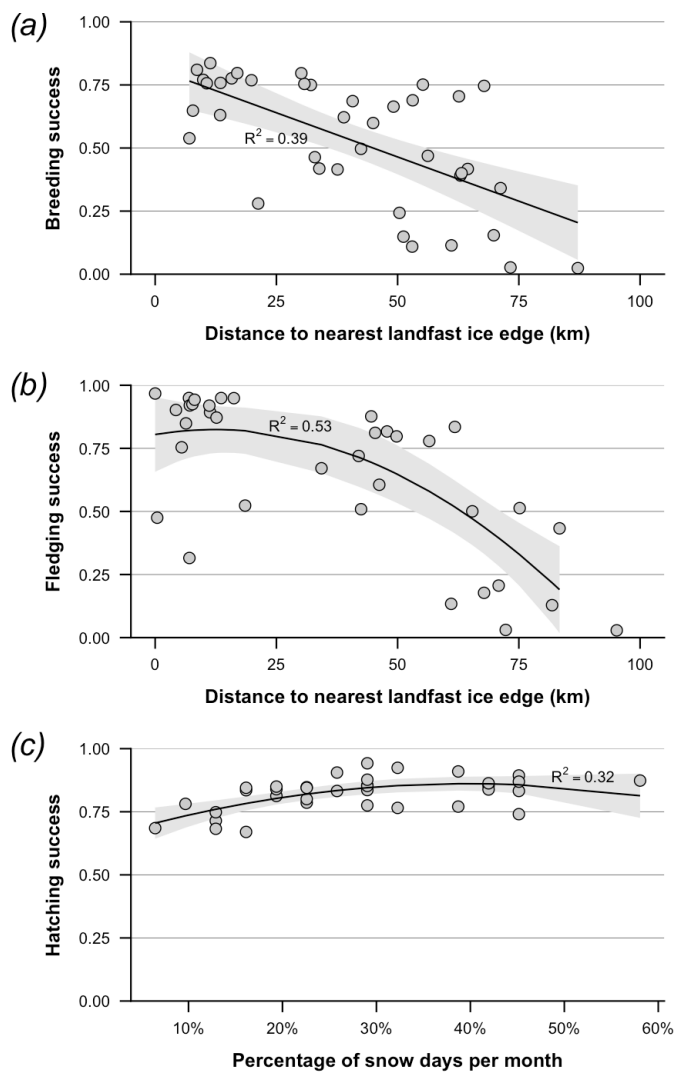 (a)
1.00
0.75
0.50
0.25
0.00
Breeding success
R² = 0.39
0 25 50 75 100
Distance to nearest landfast ice edge (km)
(b)
1.00
0.75
0.50
0.25
0.00
Fledging success
R² = 0.53
0 25 50 75 100
Distance to nearest landfast ice edge (km)
(c)
1.00
0.75
0.50
0.25
0.00
Hatching success
R² = 0.32
10% 20% 30% 40% 50% 60%
Percentage of snow days per month